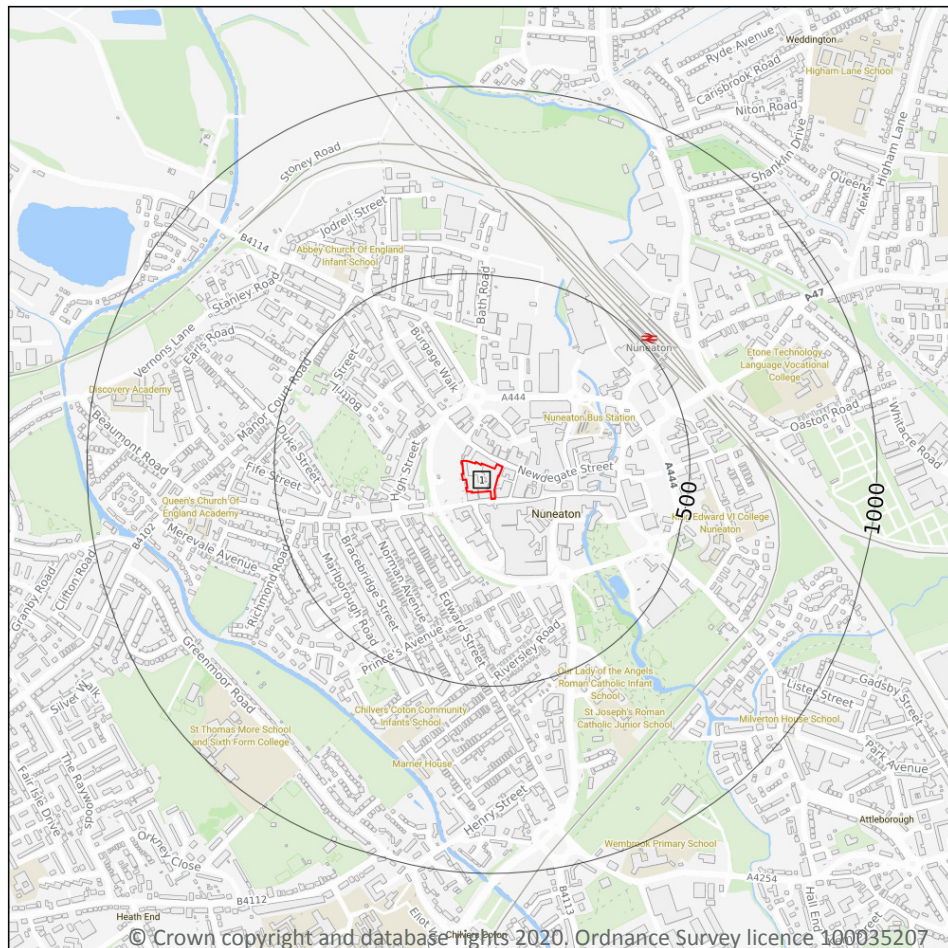 Weddington
Ryde Avenue
Carisbrook Road
Higham Lane School
Niton Road
Higham Lane
Shanklin Drive
Queensway
Stoney Road
Jodrell Street
B4114
Abbey Church Of England
Infant School
Bath Road
Stanley Road
A47
Vernons Lane
Earls Road
Burgage Walk
Nuneaton
Manor Court Road
Street
Bottrill
Etone Technology
Language Vocational
College
Discovery Academy
A444
Oaston Road
Whitacre Road
Beaumont Road
Duke Street
High Street
Nuneaton Bus Station
Fife Street
Newdegate Street
A444
1
500
1000
Queen's Church Of
England Academy
Nuneaton
King Edward VI College
Nuneaton
B4102
Merevale Avenue
Clifton Road
Granby Road
Richmond Road
Bracebridge Street
Marlborough Road
Norman Avenue
Edward Street
Prince's Avenue
Riversley Road
Greenmoor Road
Silver Walk
Our Lady of the Angels
Roman Catholic Infant
School
Gadsby Street
Lister Street
St Joseph's Roman
Catholic Junior School
Milverton House School
Chilvers Coton Community
Infants School
St Thomas More School
and Sixth Form College
Park Avenue
Marner House
The Raywoods
Fair Isle Drive
Henry Street
Attleborough
Orkney Close
Wembrook Primary School
A4254
B4113
Hall End
B4112
Heath End
Eliot
Chilvers Coton
© Crown copyright and database right, 2020. Ordnance Survey licence 100035207